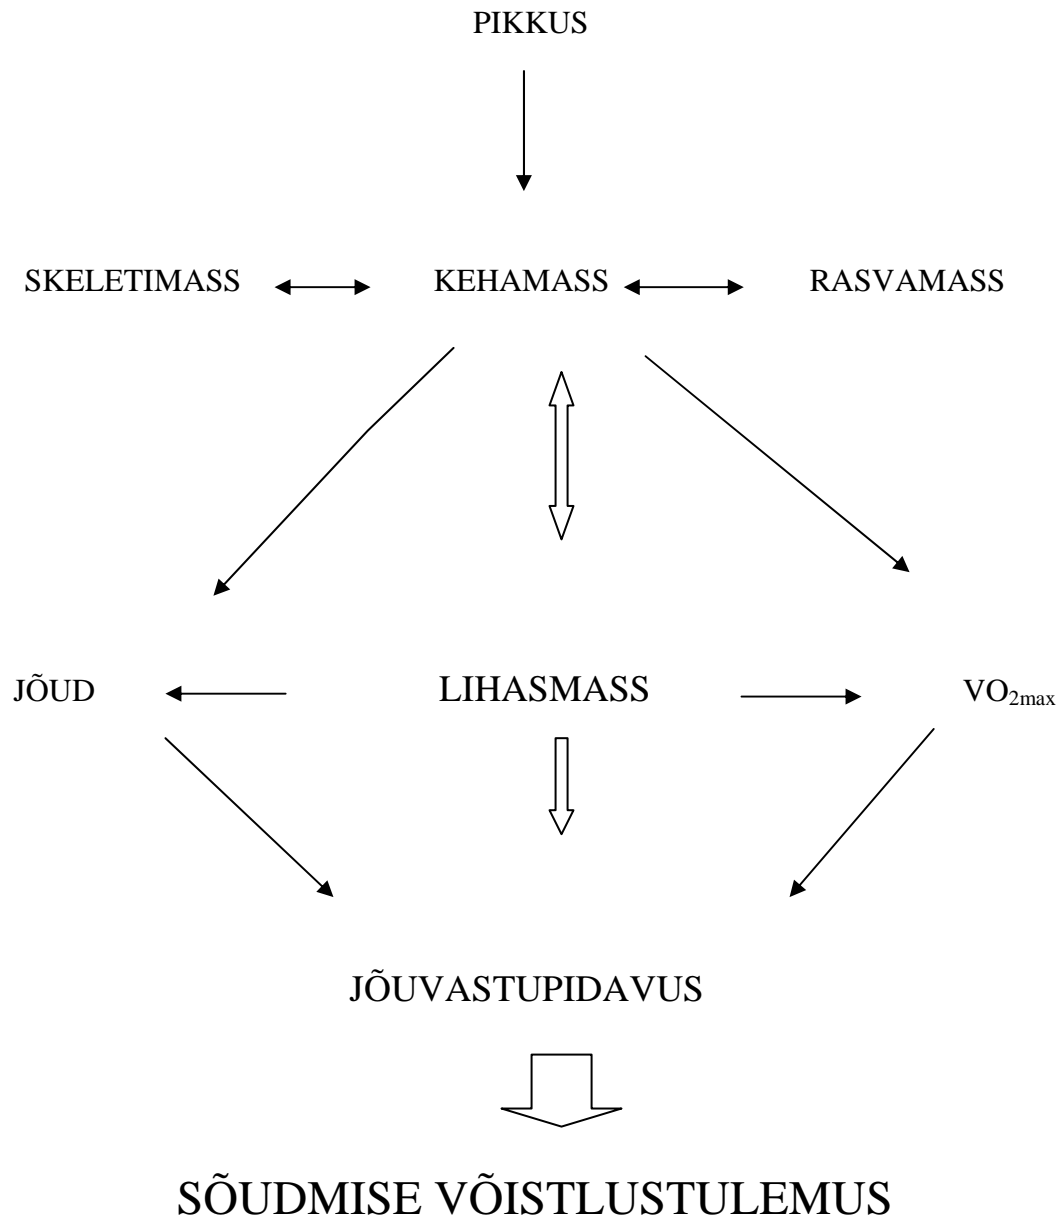 PIKKUS
SKELETIMASS KEHAMASS RASVAMASS
JÕUD LIHASMASS VO₂max
JÕUVASTUPIDAVUS
SÕUDMISE VÕISTLUSTULEMUS